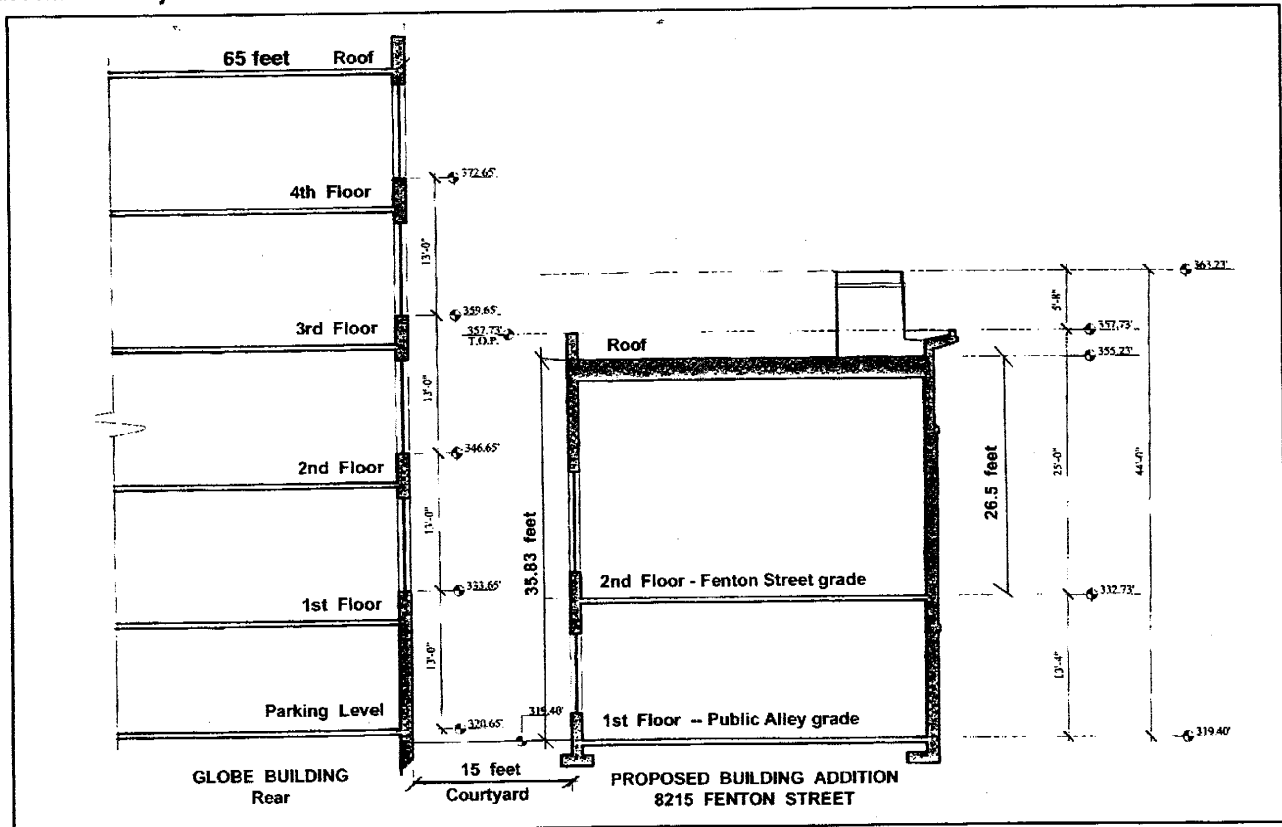 65 feet Roof
4th Floor
3rd Floor
2nd Floor
1st Floor
Parking Level
GLOBE BUILDING
Rear
372.65'
13'-0"
359.65'
357.73'
T.O.P.
13'-0"
346.65'
13'-0"
333.65'
13'-0"
320.65'
319.40'
15 feet
Courtyard
35.83 feet
Roof
2nd Floor - Fenton Street grade
1st Floor -- Public Alley grade
PROPOSED BUILDING ADDITION
8215 FENTON STREET
26.5 feet
5'-8"
25'-0"
13'-4"
44'-0"
363.23'
357.73'
355.23'
332.73'
319.40'